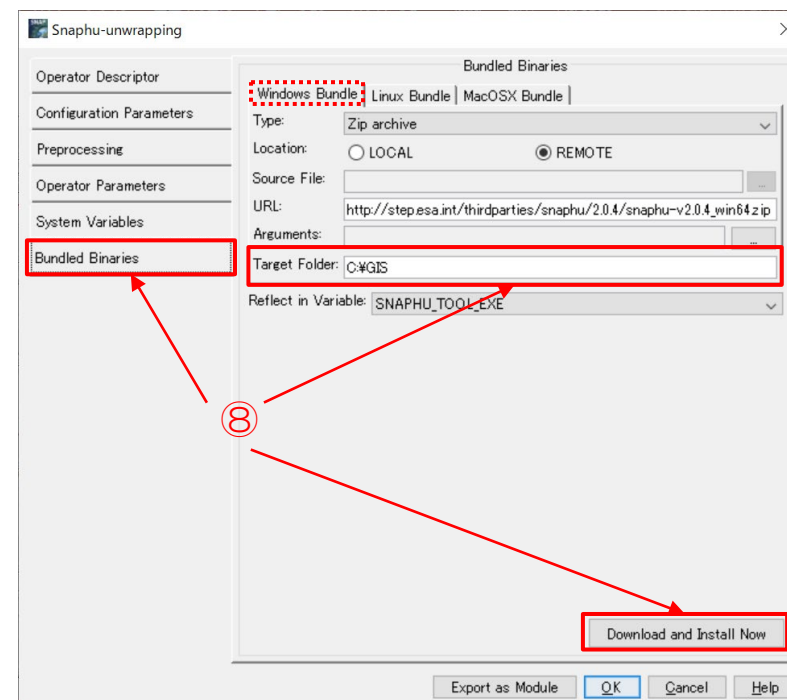 Snaphu-unwrapping
Operator Descriptor
Configuration Parameters
Preprocessing
Operator Parameters
System Variables
Bundled Binaries
Bundled Binaries
Windows Bundle Linux Bundle MacOSX Bundle
Type: Zip archive
Location: LOCAL REMOTE
Source File: ...
URL: http://step.esa.int/thirdparties/snaphu/2.0.4/snaphu-v2.0.4_win64.zip
Arguments: ...
Target Folder: C:¥GIS
Reflect in Variable: SNAPHU_TOOL_EXE
⑧
Download and Install Now
Export as Module OK Cancel Help